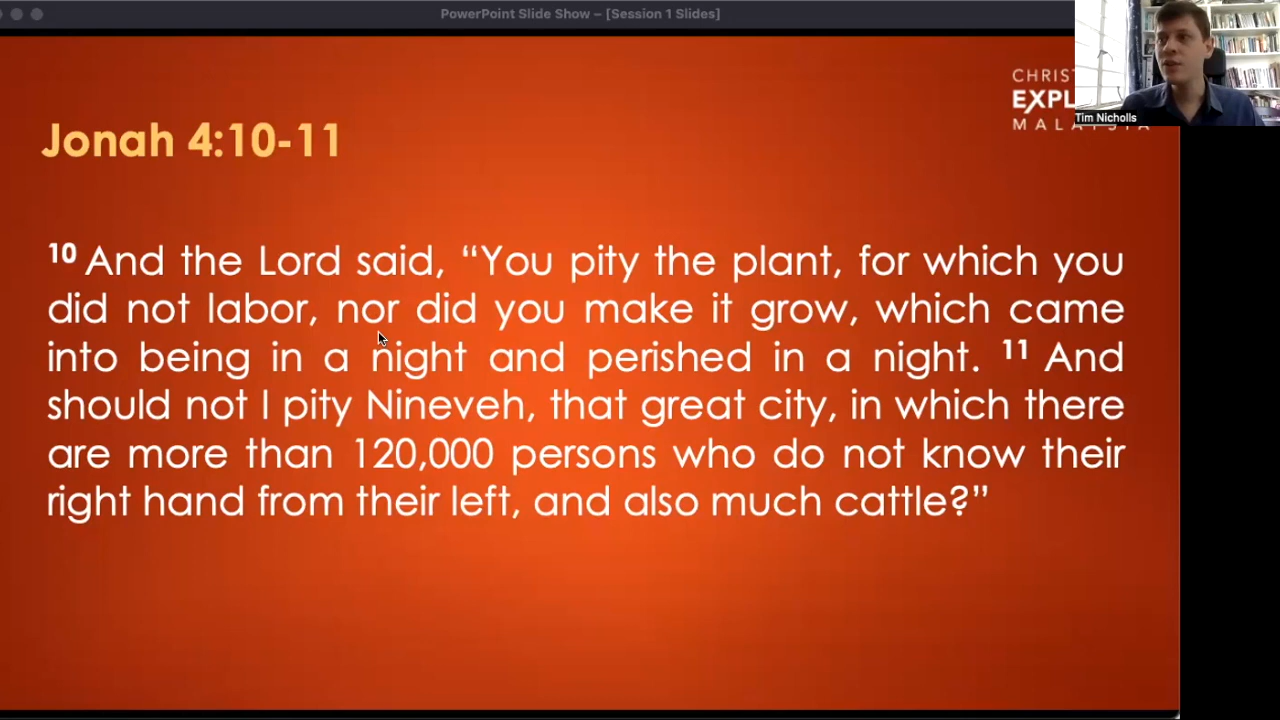 PowerPoint Slide Show – [Session 1 Slides]
CHRIST
EXPL
MALAYSIA
Tim Nicholls
Jonah 4:10-11
10 And the Lord said, “You pity the plant, for which you
did not labor, nor did you make it grow, which came
into being in a night and perished in a night. 11 And
should not I pity Nineveh, that great city, in which there
are more than 120,000 persons who do not know their
right hand from their left, and also much cattle?”